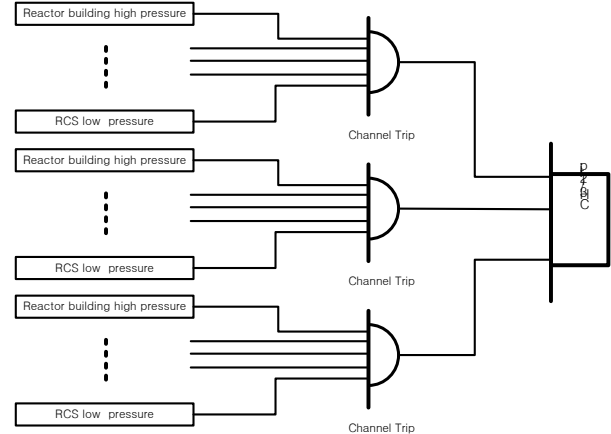 Reactor building high pressure
RCS low pressure
Channel Trip
Reactor building high pressure
RCS low pressure
Channel Trip
Reactor building high pressure
RCS low pressure
Channel Trip